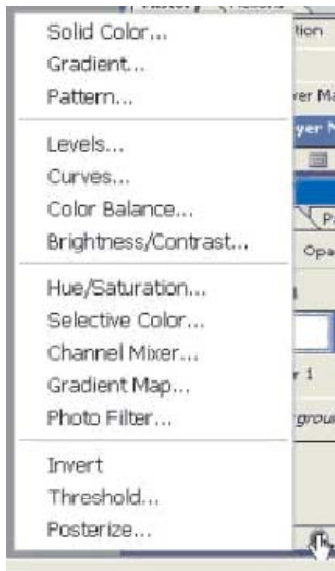 Solid Color...
Gradient...
Pattern...
Levels...
Curves...
Color Balance...
Brightness/Contrast...
Hue/Saturation...
Selective Color...
Channel Mixer...
Gradient Map...
Photo Filter...
Invert
Threshold...
Posterize...